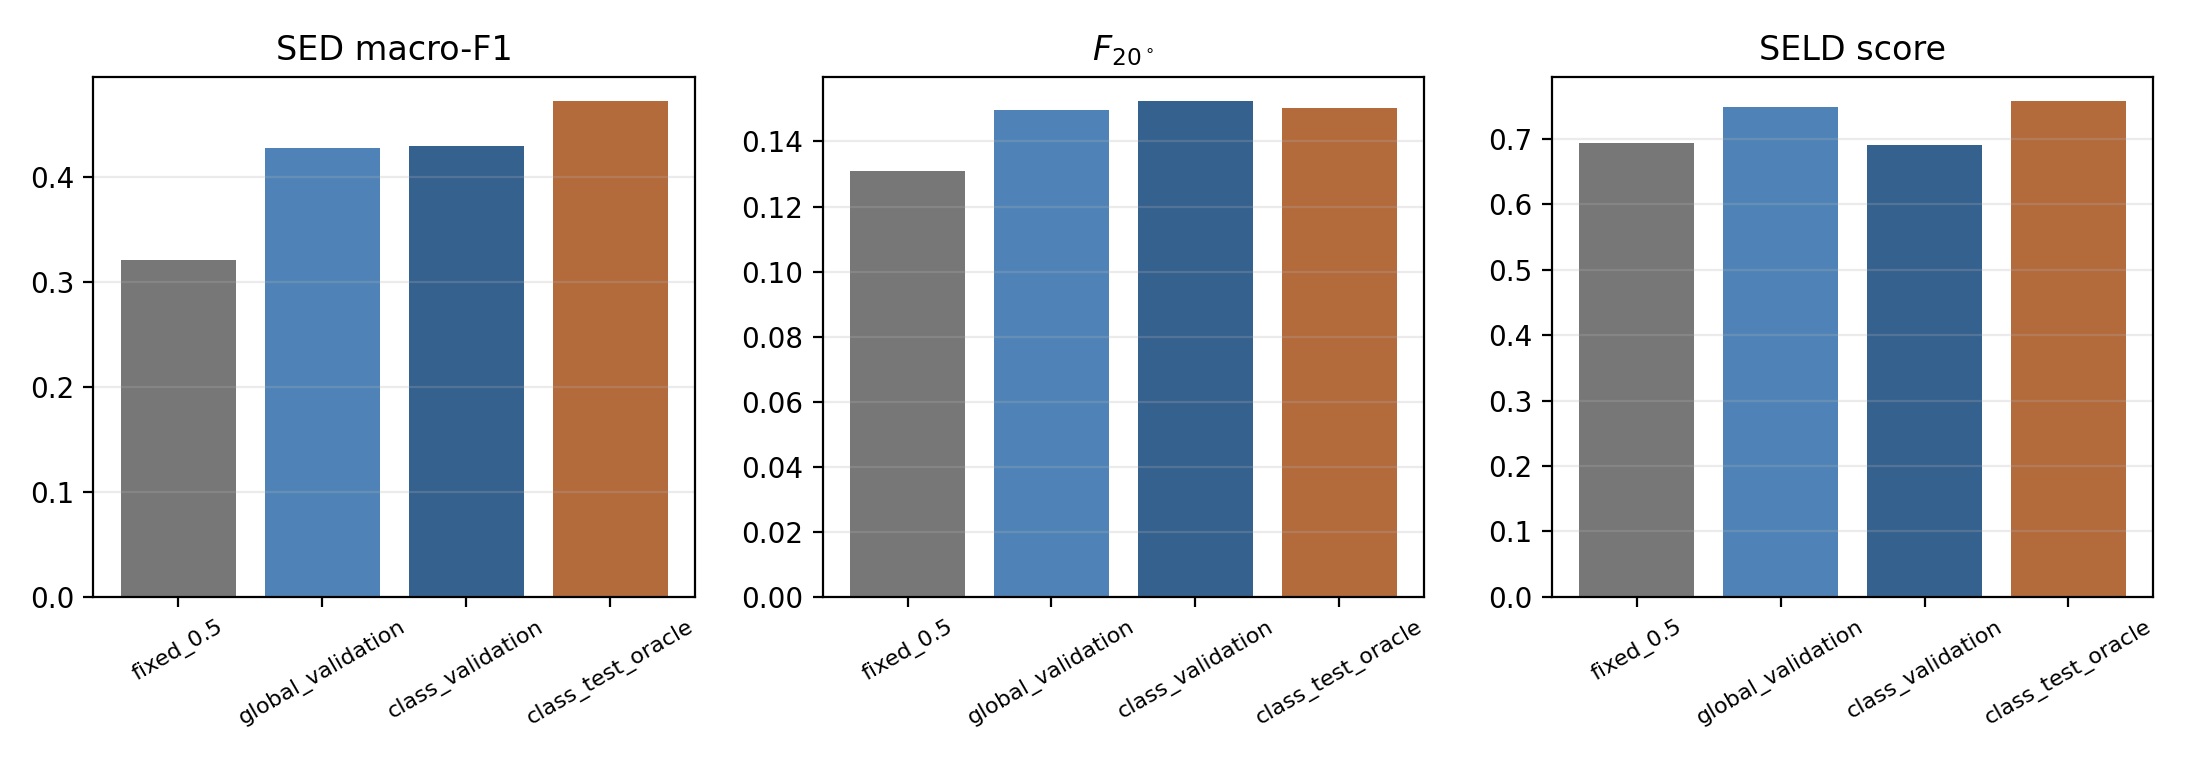 SED macro-F1
0.4
0.3
0.2
0.1
0.0
fixed_0.5
global_validation
class_validation
class_test_oracle
F20°
0.14
0.12
0.10
0.08
0.06
0.04
0.02
0.00
fixed_0.5
global_validation
class_validation
class_test_oracle
SELD score
0.7
0.6
0.5
0.4
0.3
0.2
0.1
0.0
fixed_0.5
global_validation
class_validation
class_test_oracle